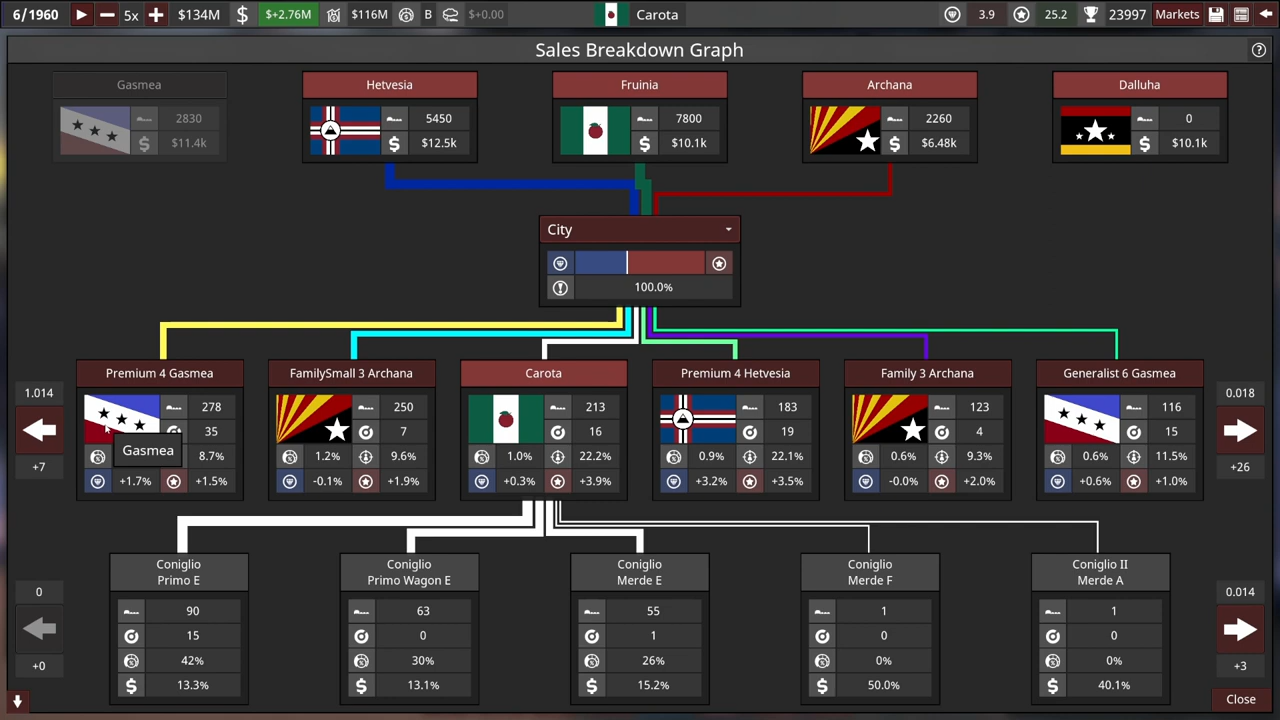 6/1960 5x $134M $+2.76M $116M B $+0.00 Carota 3.9 25.2 23997 Markets
Sales Breakdown Graph
Gasmea
2830
$11.4k
Hetvesia
5450
$12.5k
Fruinia
7800
$10.1k
Archana
2260
$6.48k
Dalluha
0
$10.1k
City
100.0%
1.014
+7
Premium 4 Gasmea
278
35
8.7%
+1.7% +1.5%
Gasmea
FamilySmall 3 Archana
250
7
1.2% 9.6%
-0.1% +1.9%
Carota
213
16
1.0% 22.2%
+0.3% +3.9%
Premium 4 Hetvesia
183
19
0.9% 22.1%
+3.2% +3.5%
Family 3 Archana
123
4
0.6% 9.3%
-0.0% +2.0%
Generalist 6 Gasmea
116
15
0.6% 11.5%
+0.6% +1.0%
0.018
+26
0
+0
Coniglio
Primo E
90
15
42%
13.3%
Coniglio
Primo Wagon E
63
0
30%
13.1%
Coniglio
Merde E
55
1
26%
15.2%
Coniglio
Merde F
1
0
0%
50.0%
Coniglio II
Merde A
1
0
0%
40.1%
0.014
+3
Close